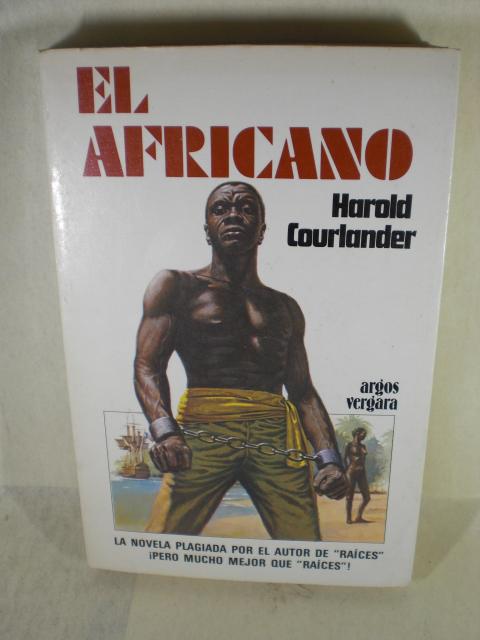 EL
AFRICANO
Harold
Courlander
argos
vergara
LA NOVELA PLAGIADA POR EL AUTOR DE "RAÍCES"
¡PERO MUCHO MEJOR QUE "RAÍCES"!